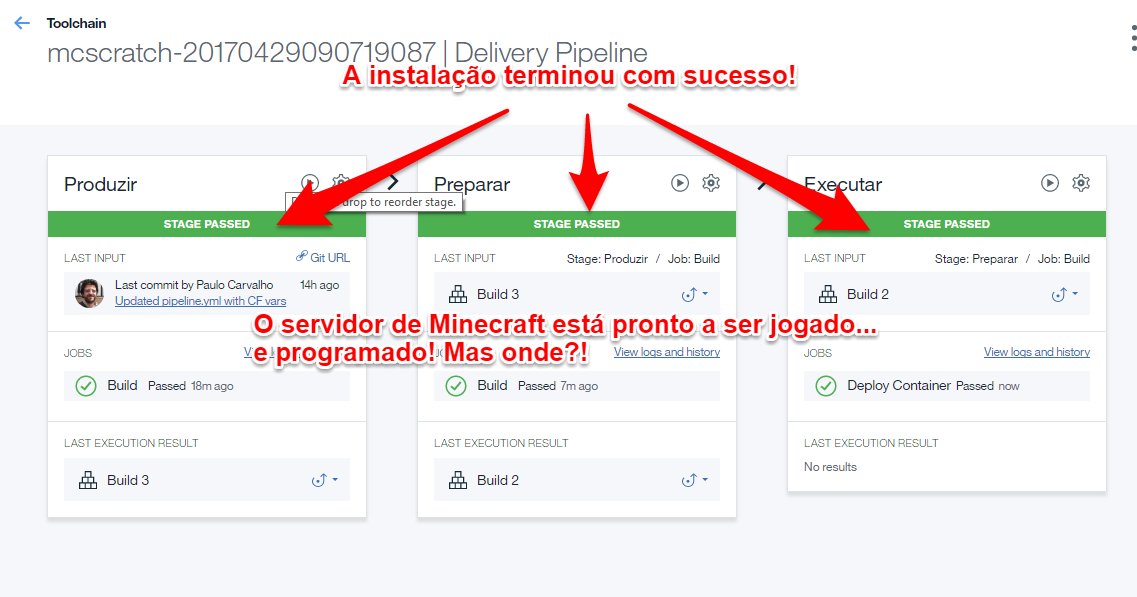 Toolchain
mcscratch-20170429090719087 | Delivery Pipeline
A instalação terminou com sucesso!
Produzir
drop to reorder stage.
STAGE PASSED
LAST INPUT
Git URL
Last commit by Paulo Carvalho
14h ago
Updated pipeline.yml with CF vars
JOBS
Build Passed 18m ago
LAST EXECUTION RESULT
Build 3
Preparar
STAGE PASSED
LAST INPUT
Stage: Produzir / Job: Build
Build 3
O servidor de Minecraft está pronto a ser jogado...
e programado! Mas onde?!
View logs and history
Build Passed 7m ago
LAST EXECUTION RESULT
Build 2
Executar
STAGE PASSED
LAST INPUT
Stage: Preparar / Job: Build
Build 2
JOBS
View logs and history
Deploy Container Passed now
LAST EXECUTION RESULT
No results